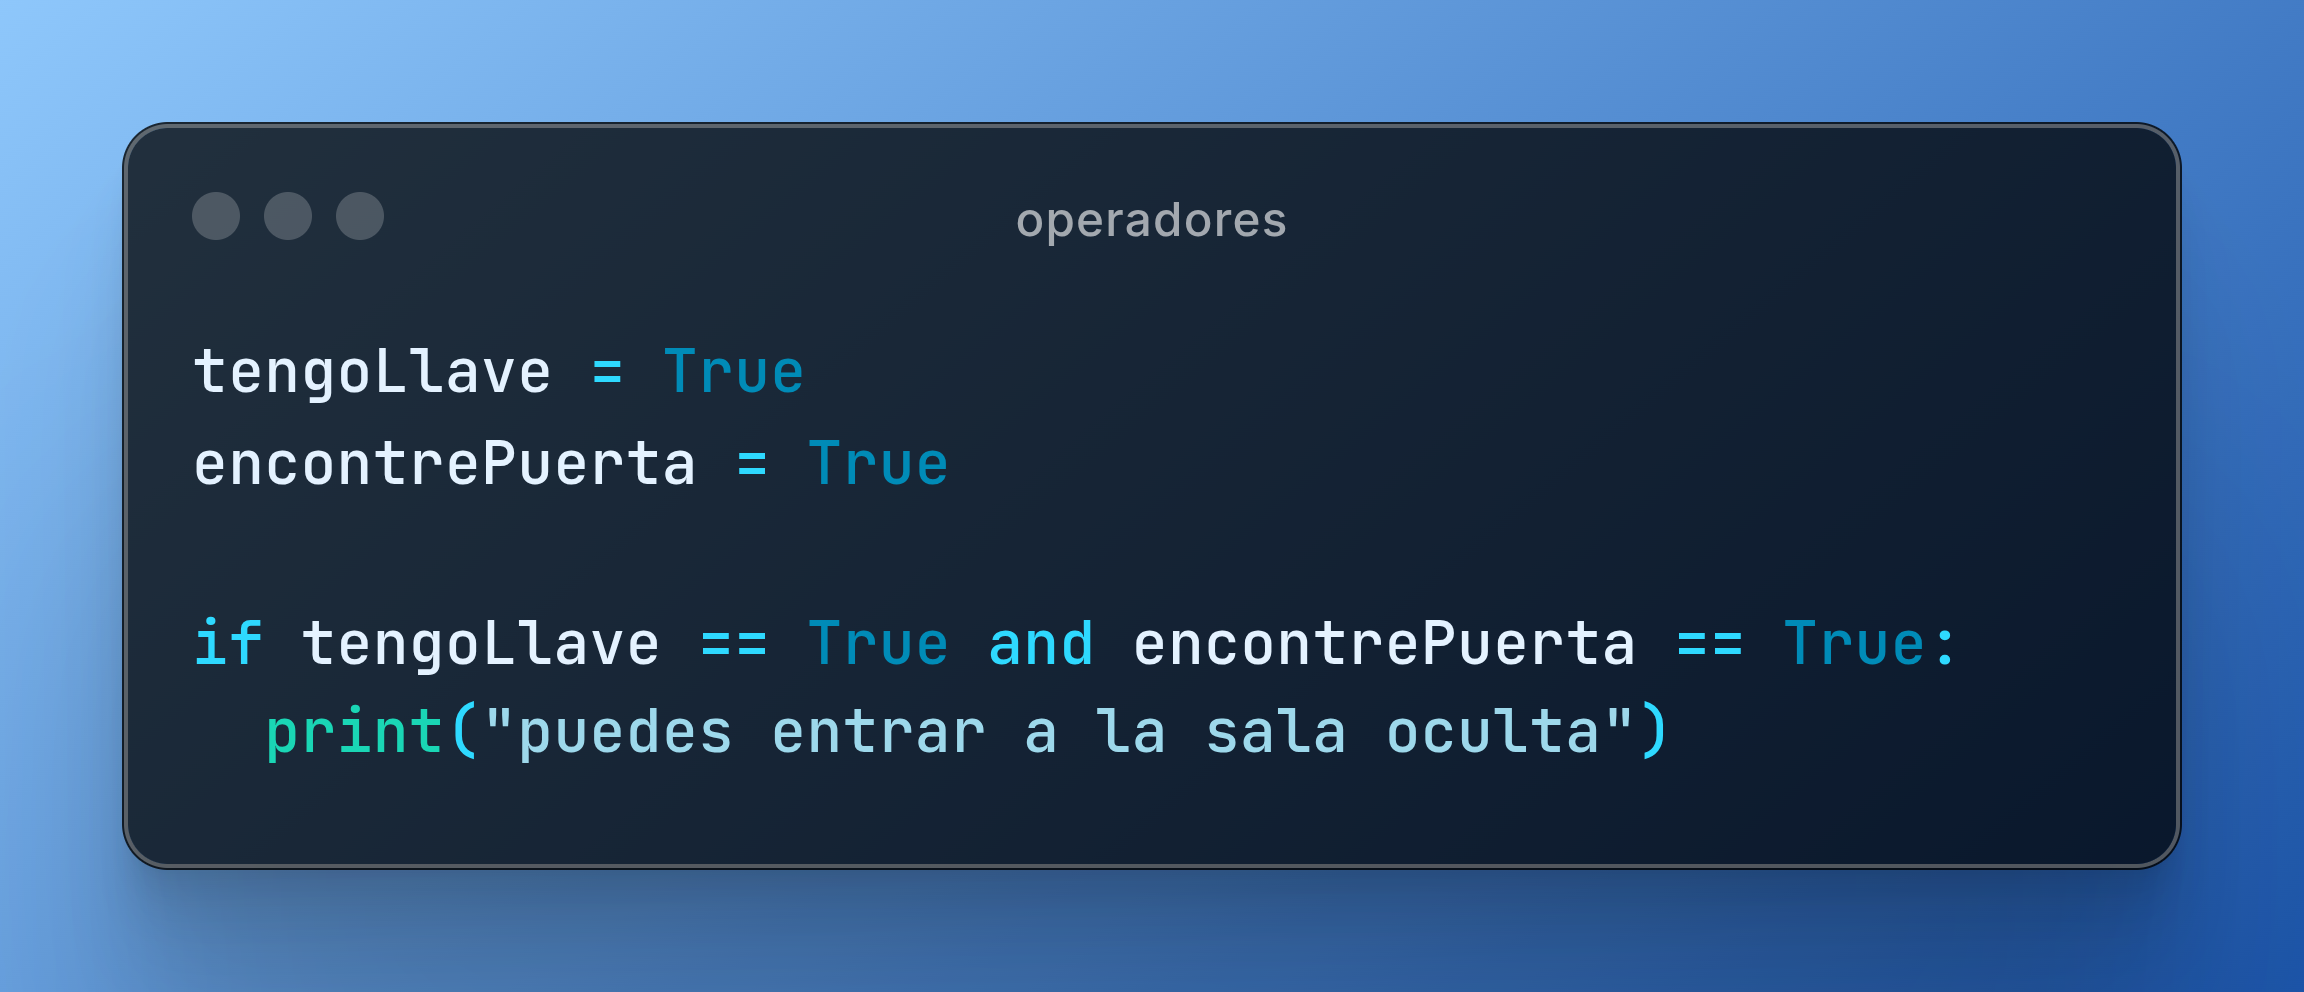 operadores
tengoLlave = True
encontrePuerta = True
if tengoLlave == True and encontrePuerta == True:
  print("puedes entrar a la sala oculta")